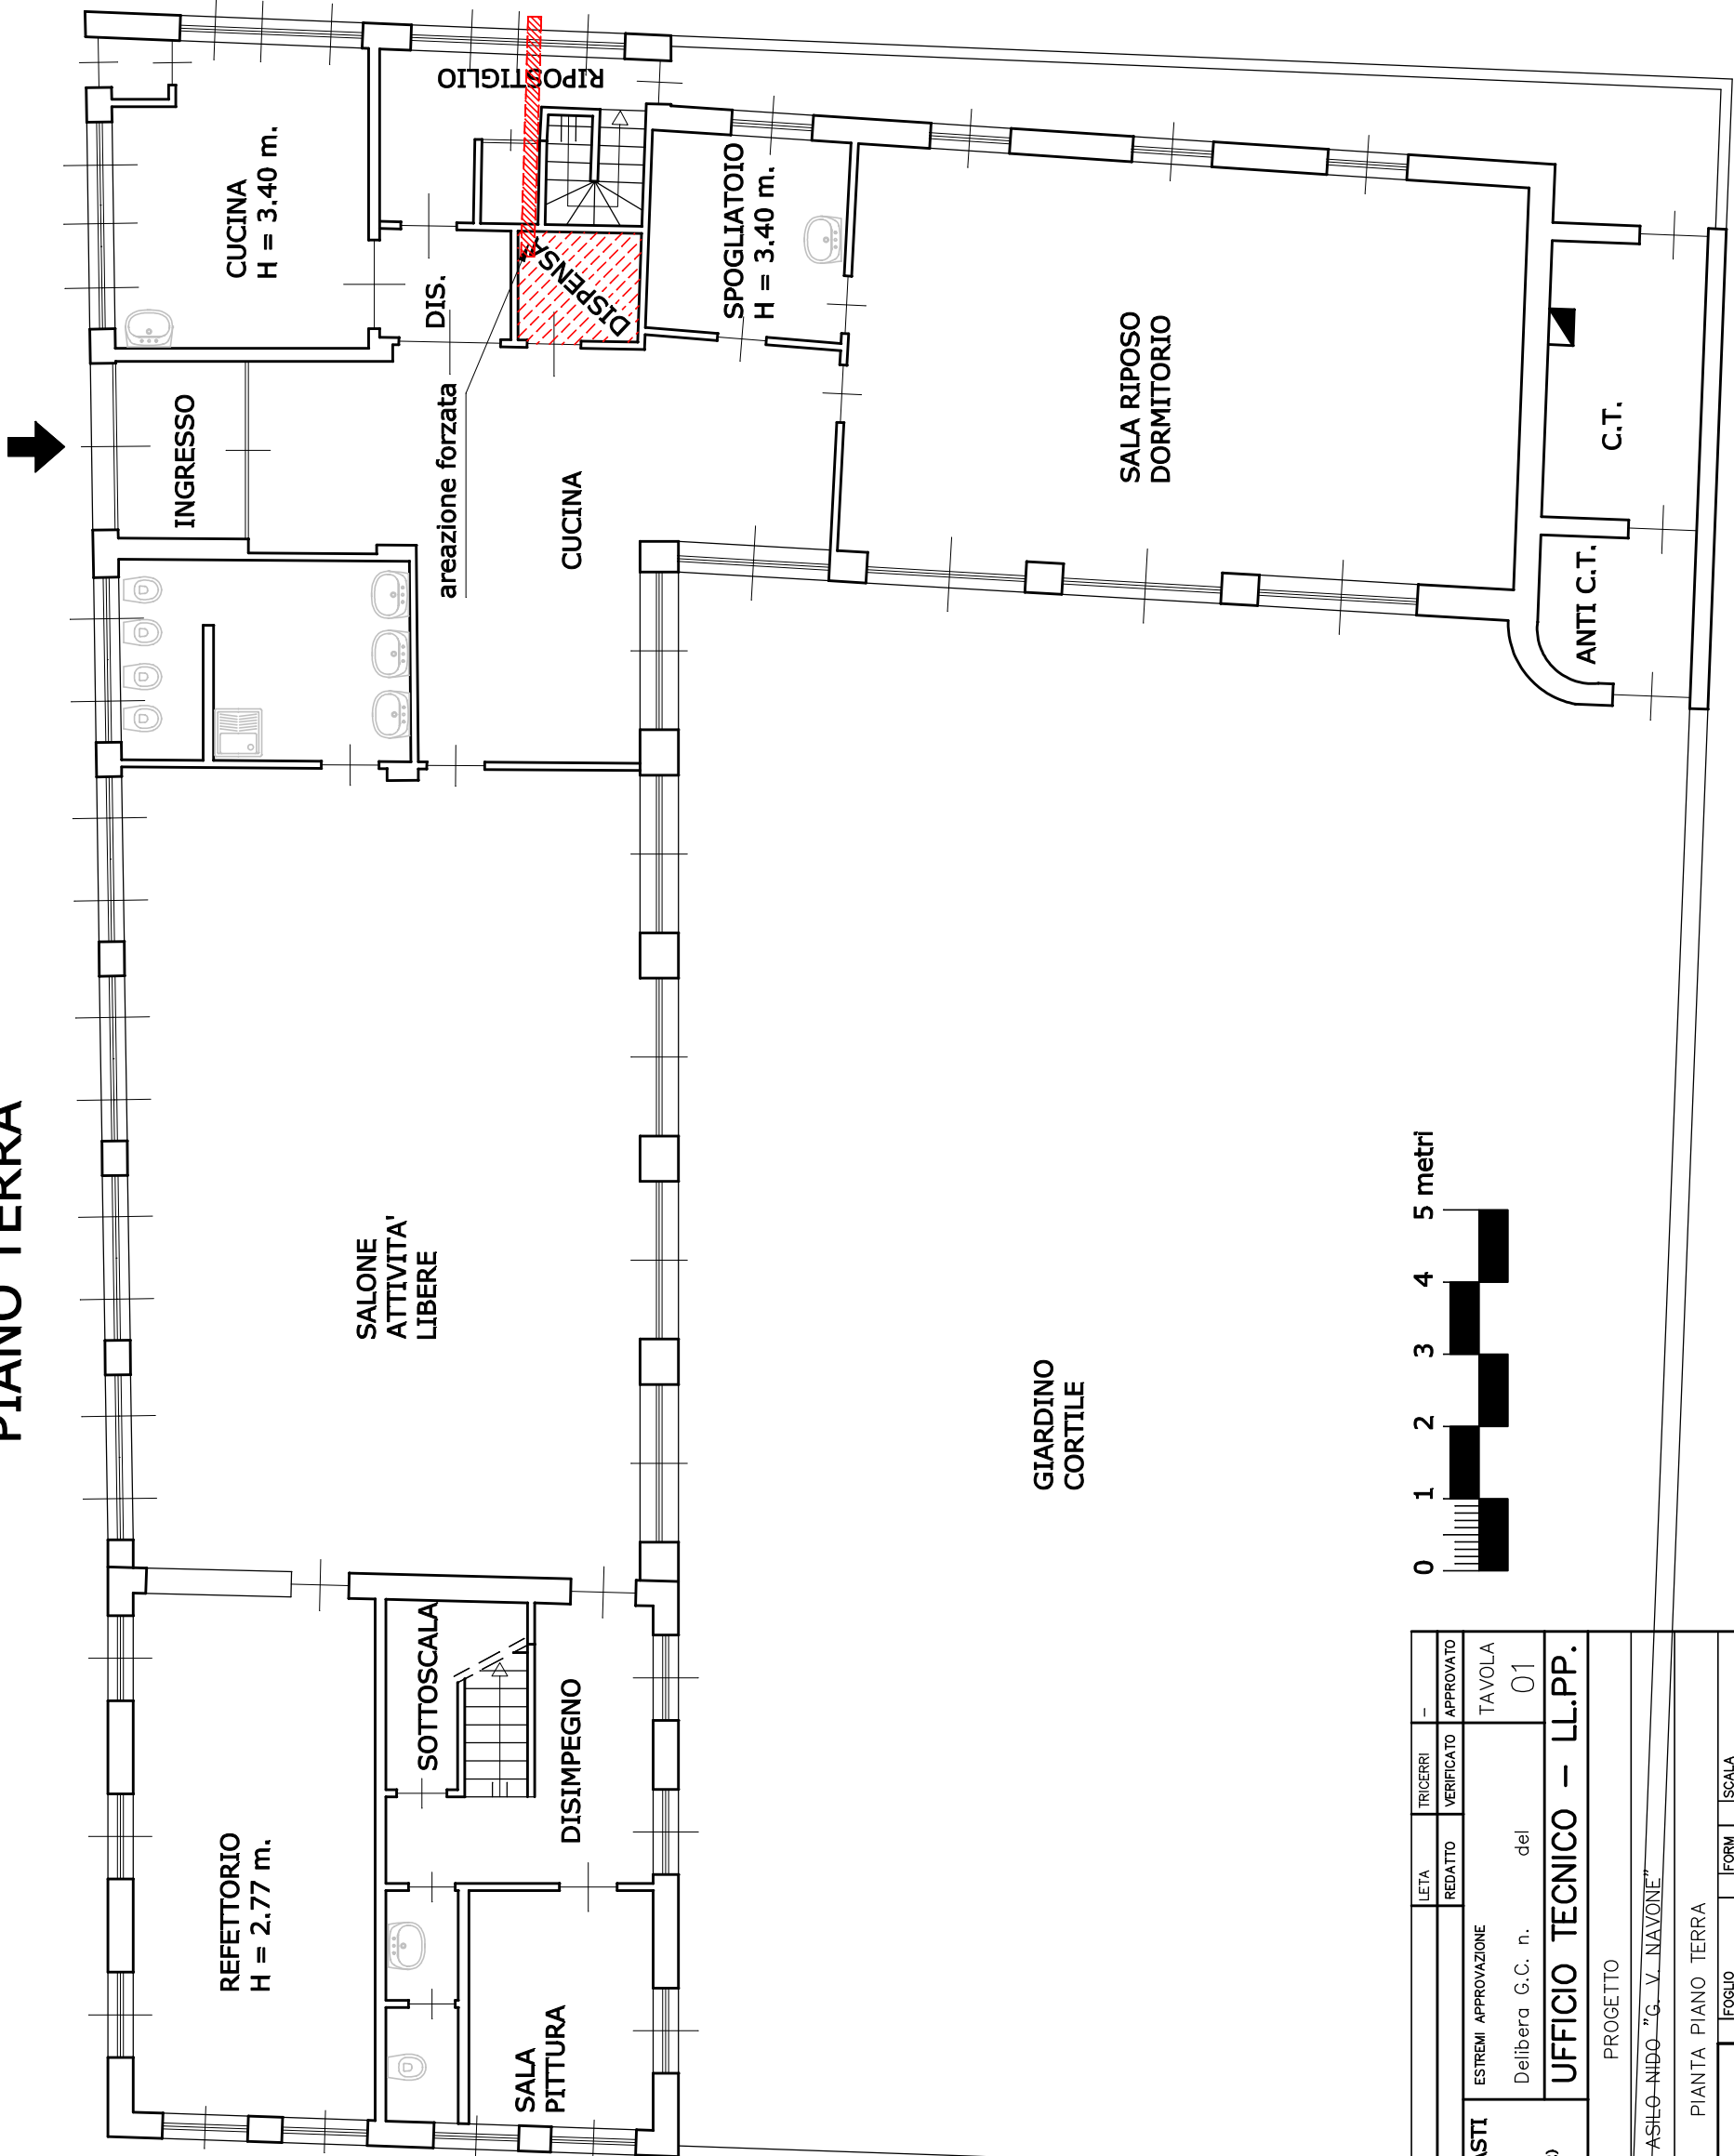 PIANO TERRA
INGRESSO
CUCINA
H = 3.40 m.
RIPOSTIGLIO
DIS.
DISPENSA
areazione forzata
SPOGLIATOIO
H = 3.40 m.
CUCINA
SALA RIPOSO
DORMITORIO
C.T.
ANTI C.T.
SALONE
ATTIVITA'
LIBERE
GIARDINO
CORTILE
REFETTORIO
H = 2.77 m.
SOTTOSCALA
DISIMPEGNO
SALA
PITTURA
0 1 2 3 4 5 metri
LETA TRICERRI –
REDATTO VERIFICATO APPROVATO
ESTREMI APPROVAZIONE
Delibera G.C. n. del
TAVOLA
01
UFFICIO TECNICO – LL.PP.
PROGETTO
ASILO NIDO "G. V. NAVONE"
PIANTA PIANO TERRA
FOGLIO FORM SCALA